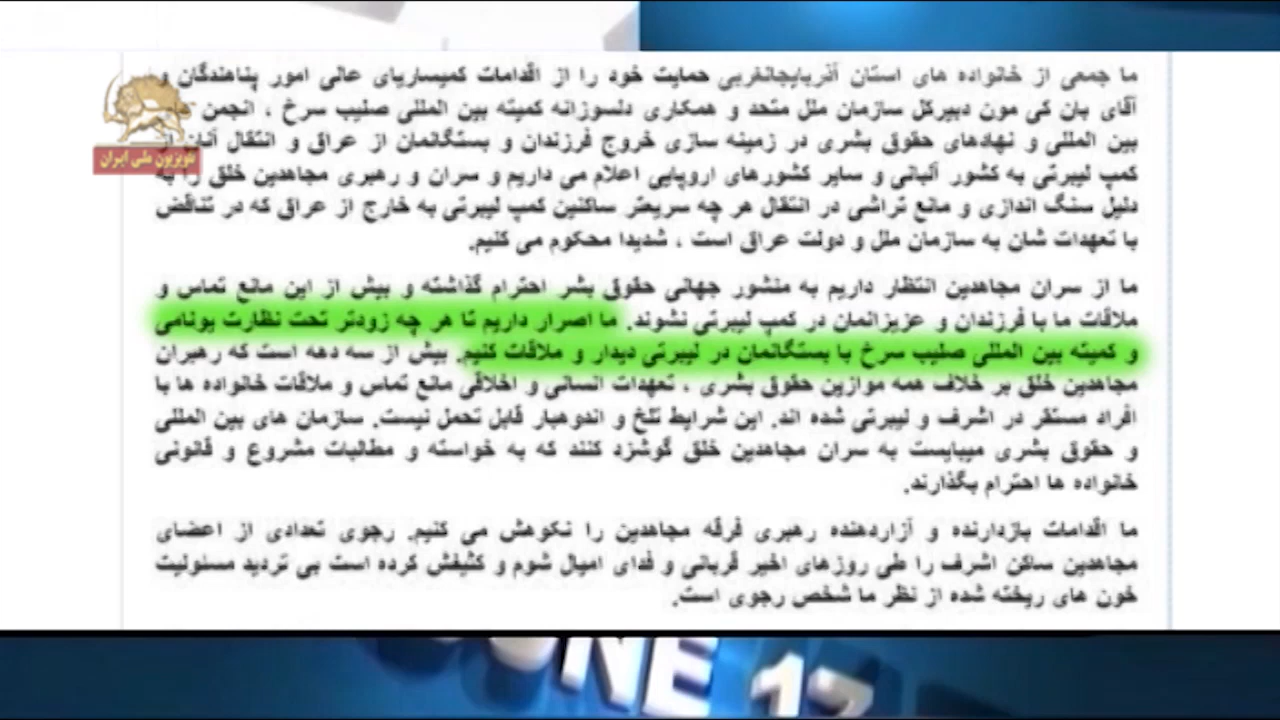 تلویزیون ملی ایران
ما جمعی از خانواده های استان آذربایجانغربی حمایت خود را از اقدامات کمیساریای عالی امور پناهندگان و
آقای بان کی مون دبیرکل سازمان ملل متحد و همکاری دلسوزانه کمیته بین المللی صلیب سرخ ، انجمن
بین المللی و نهادهای حقوق بشری در زمینه سازی خروج فرزندان و بستگانمان از عراق و انتقال آنان
کمپ لیبرتی به کشور آلبانی و سایر کشورهای اروپایی اعلام می داریم و سران و رهبری مجاهدین خلق را به
دلیل سنگ اندازی و مانع تراشی در انتقال هر چه سریعتر ساکنین کمپ لیبرتی به خارج از عراق که در تناقض
با تعهدات شان به سازمان ملل و دولت عراق است ، شدیدا محکوم می کنیم.
ما از سران مجاهدین انتظار داریم به منشور جهانی حقوق بشر احترام گذاشته و بیش از این مانع تماس و
ملاقات ما با فرزندان و عزیزانمان در کمپ لیبرتی نشوند. ما اصرار داریم تا هر چه زودتر تحت نظارت یونامی
و کمیته بین المللی صلیب سرخ با بستگانمان در لیبرتی دیدار و ملاقات کنیم. بیش از سه دهه است که رهبران
مجاهدین خلق بر خلاف همه موازین حقوق بشری ، تعهدات انسانی و اخلاقی مانع تماس و ملاقات خانواده ها با
افراد مستقر در اشرف و لیبرتی شده اند. این شرایط تلخ و اندوهبار قابل تحمل نیست. سازمان های بین المللی
و حقوق بشری میبایست به سران مجاهدین خلق گوشزد کنند که به خواسته و مطالبات مشروع و قانونی
خانواده ها احترام بگذارند.
ما اقدامات بازدارنده و آزاردهنده رهبری فرقه مجاهدین را نکوهش می کنیم. رجوی تعدادی از اعضای
مجاهدین ساکن اشرف را طی روزهای اخیر قربانی و فدای امیال شوم و کثیفش کرده است بی تردید مسئولیت
خون های ریخته شده از نظر ما شخص رجوی است.
UNE 17